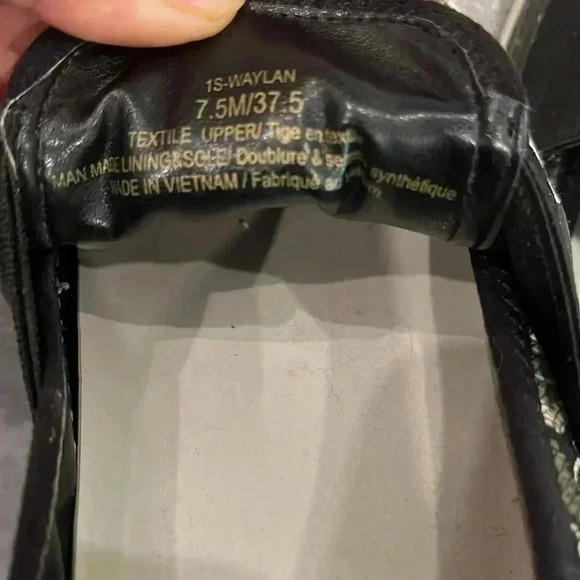 1S-WAYLAN
7.5M/37.5
TEXTILE UPPER/Tige en
MAN MADE LINING&SOLE/Doublure & synthétique
MADE IN VIETNAM/Fabriqué